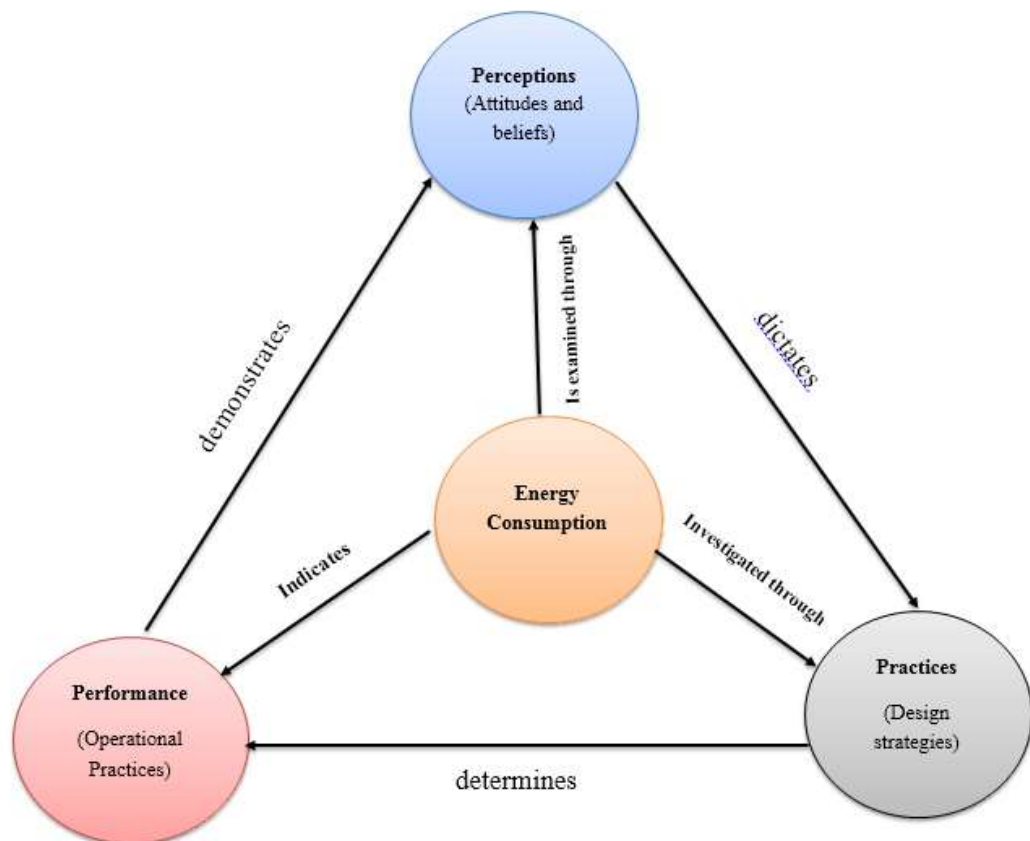 Perceptions
(Attitudes and
beliefs)
demonstrates
Is examined through
dictates
Energy
Consumption
Indicates
Investigated through
Performance
(Operational
Practices)
Practices
(Design
strategies)
determines